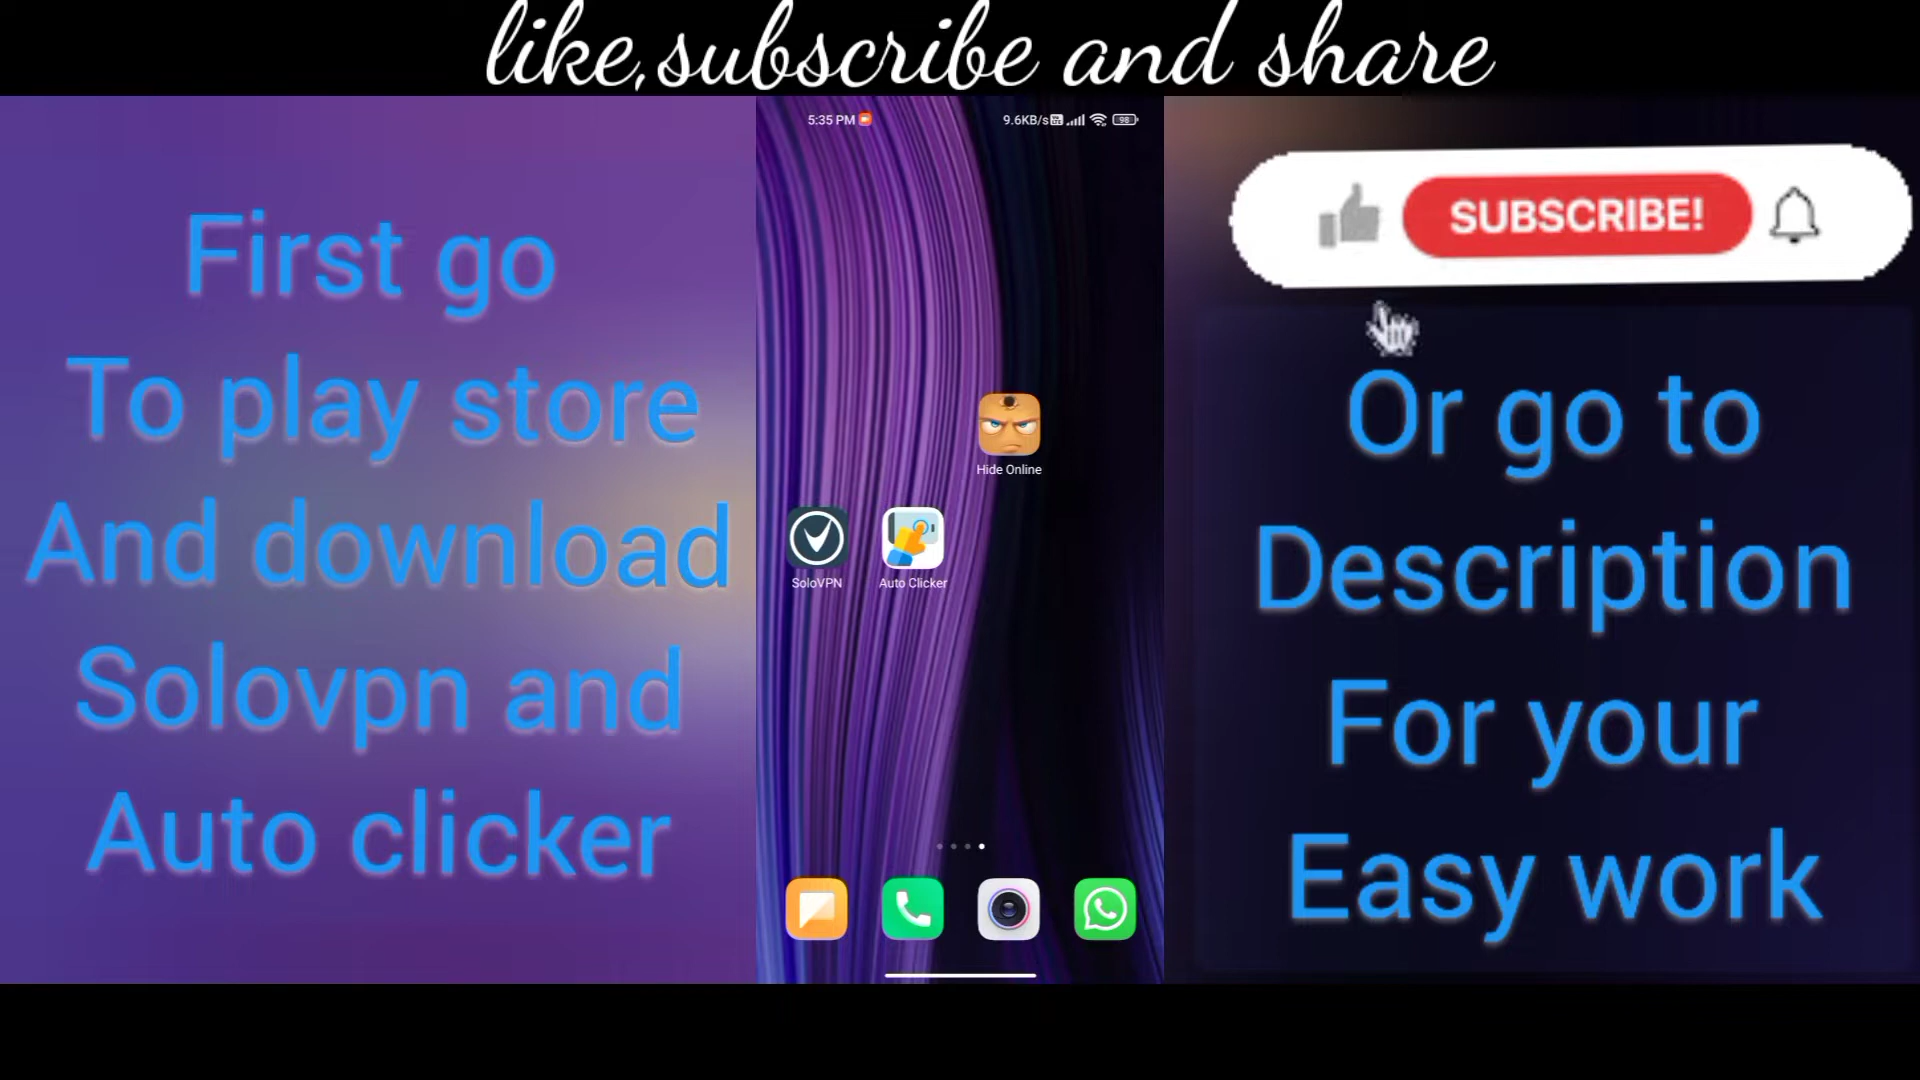 like,subscribe and share
First go
To play store
And download
Solovpn and
Auto clicker
5:35 PM
9.6KB/s
98
Hide Online
SoloVPN
Auto Clicker
SUBSCRIBE!
Or go to
Description
For your
Easy work